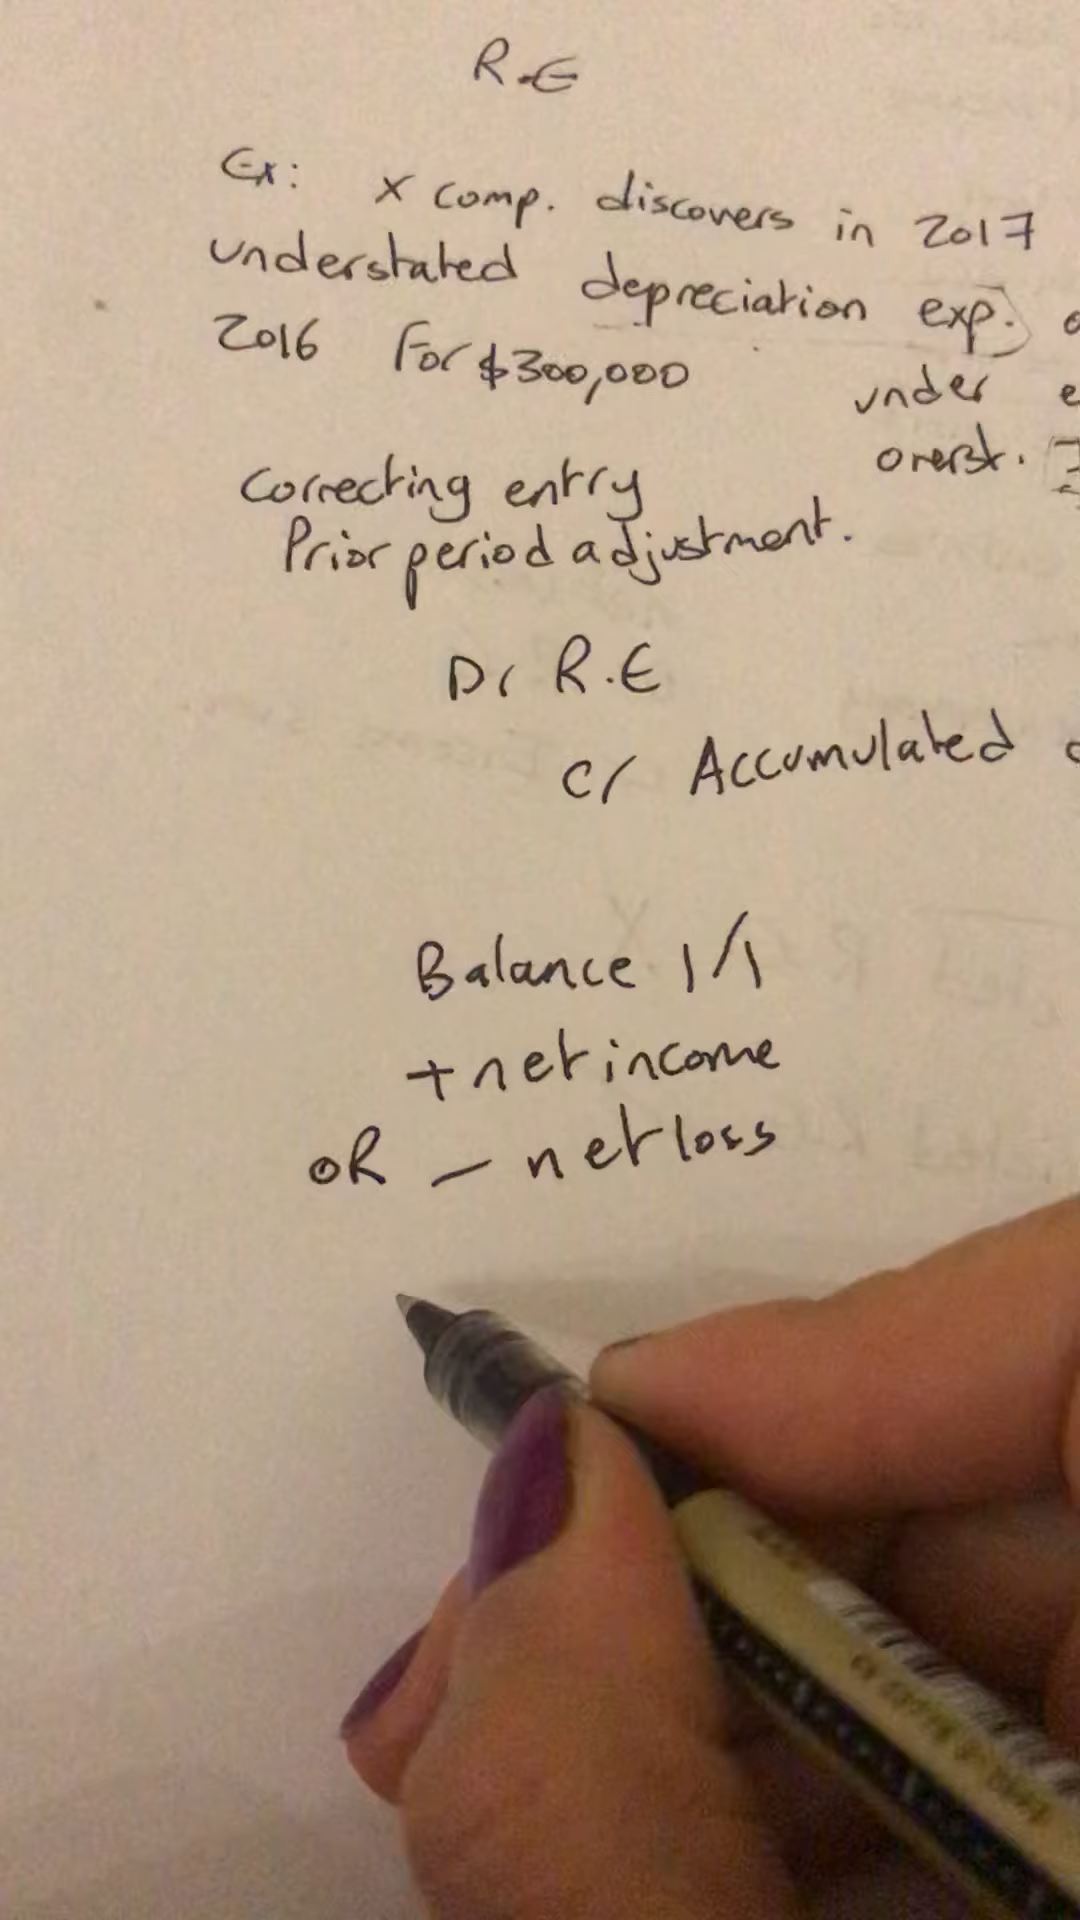 R.E
Ex: X comp. discovers in 2017
understated depreciation exp.
2016 For $300,000
under
overst.
Correcting entry
Prior period adjustment.
Dr R.E
Cr Accumulated
Balance 1/1
+ net income
OR - net loss